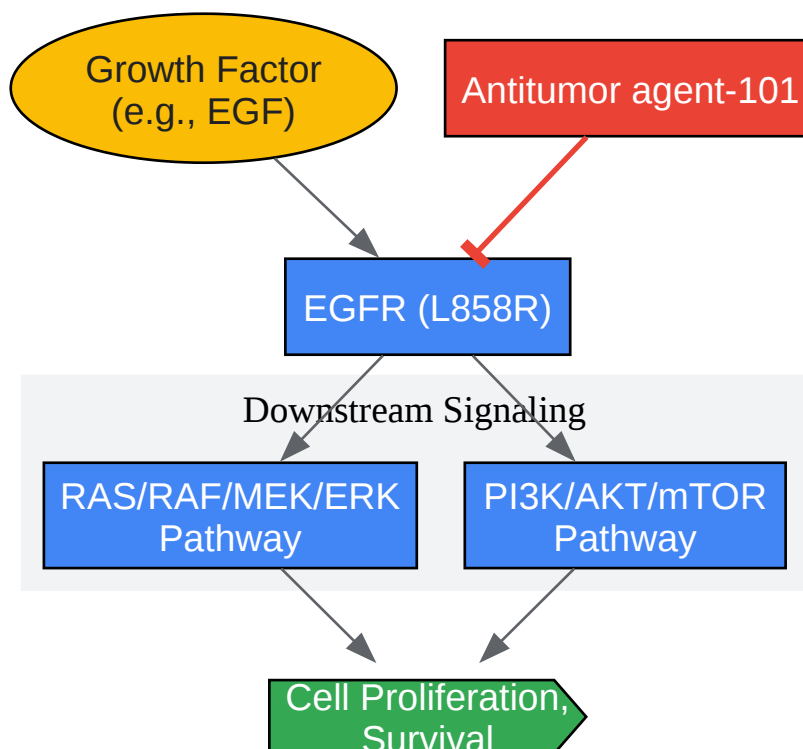 Growth Factor
(e.g., EGF)
Antitumor agent-101
EGFR (L858R)
Downstream Signaling
RAS/RAF/MEK/ERK
Pathway
PI3K/AKT/mTOR
Pathway
Cell Proliferation,
Survival